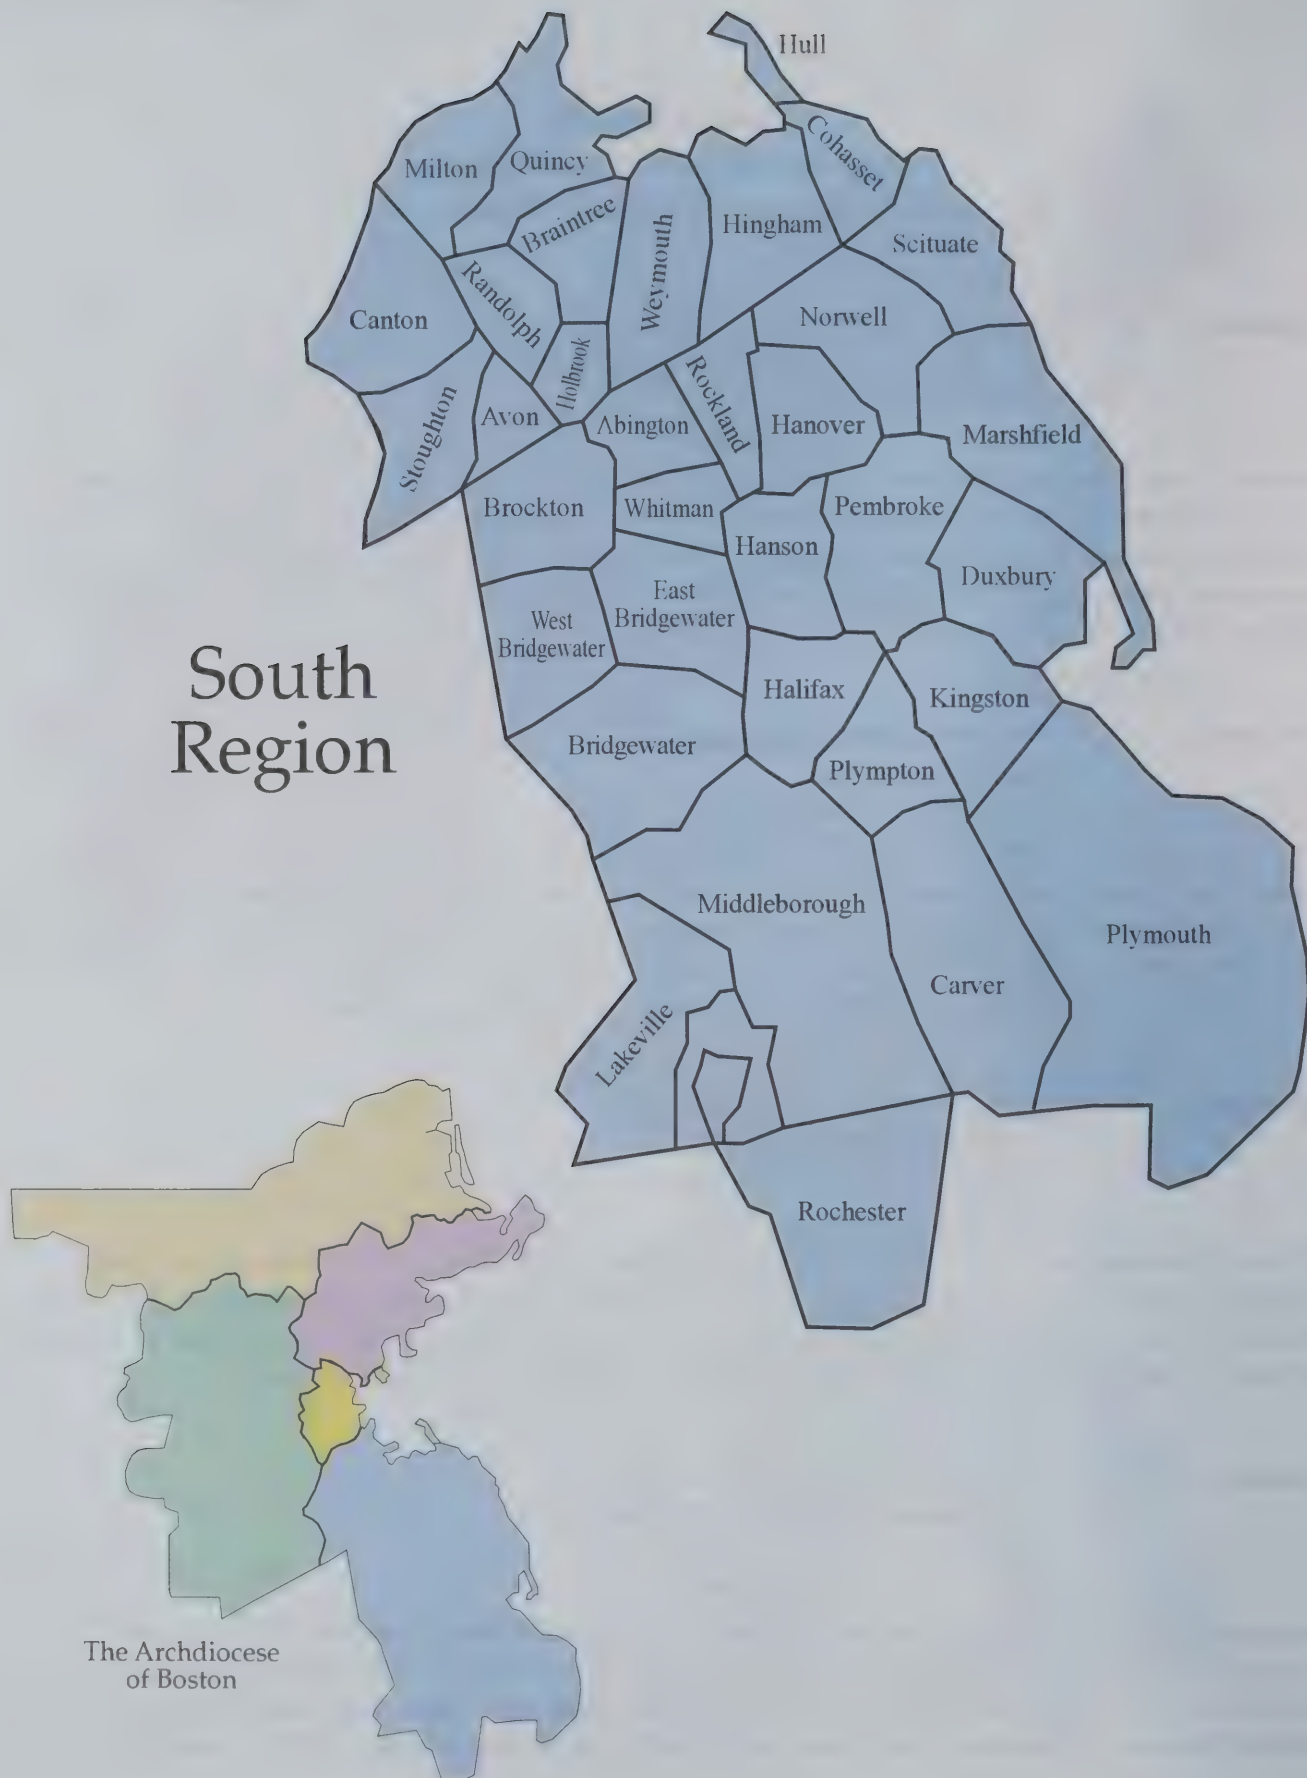 Hull
Cohasset
Milton
Quincy
Braintree
Weymouth
Hingham
Scituate
Canton
Randolph
Holbrook
Norwell
Stoughton
Avon
Abington
Rockland
Hanover
Marshfield
Brockton
Whitman
Hanson
Pembroke
Duxbury
West
Bridgewater
East
Bridgewater
South
Region
Halifax
Kingston
Bridgewater
Plympton
Middleborough
Plymouth
Carver
Lakeville
Rochester
The Archdiocese
of Boston